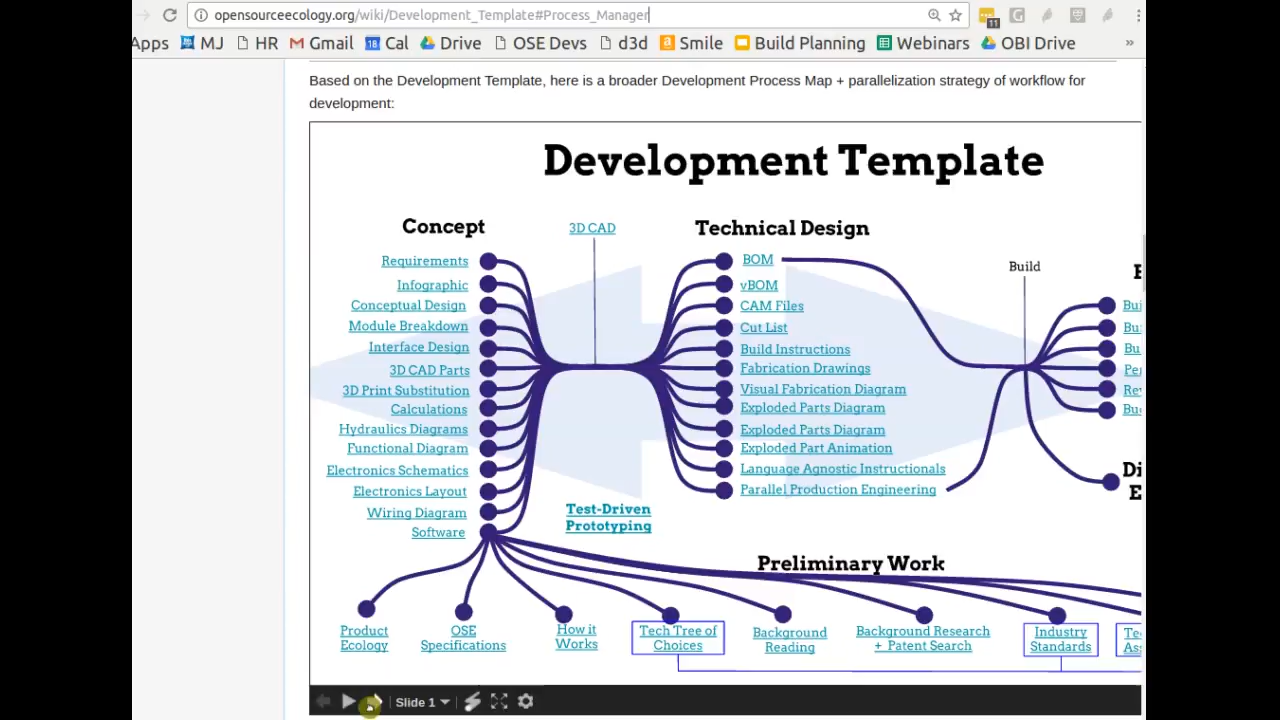 opensourceecology.org/wiki/Development_Template#Process_Manager
11
Apps MJ HR Gmail 18 Cal Drive OSE Devs d3d a Smile Build Planning Webinars OBI Drive »
Based on the Development Template, here is a broader Development Process Map + parallelization strategy of workflow for
development:
Development Template
Concept
3D CAD
Technical Design
Build
Requirements
Infographic
Conceptual Design
Module Breakdown
Interface Design
3D CAD Parts
3D Print Substitution
Calculations
Hydraulics Diagrams
Functional Diagram
Electronics Schematics
Electronics Layout
Wiring Diagram
Software
BOM
vBOM
CAM Files
Cut List
Build Instructions
Fabrication Drawings
Visual Fabrication Diagram
Exploded Parts Diagram
Exploded Parts Diagram
Exploded Part Animation
Language Agnostic Instructionals
Parallel Production Engineering
Test-Driven
Prototyping
Preliminary Work
Product
Ecology
OSE
Specifications
How it
Works
Tech Tree of
Choices
Background
Reading
Background Research
+ Patent Search
Industry
Standards
Slide 1